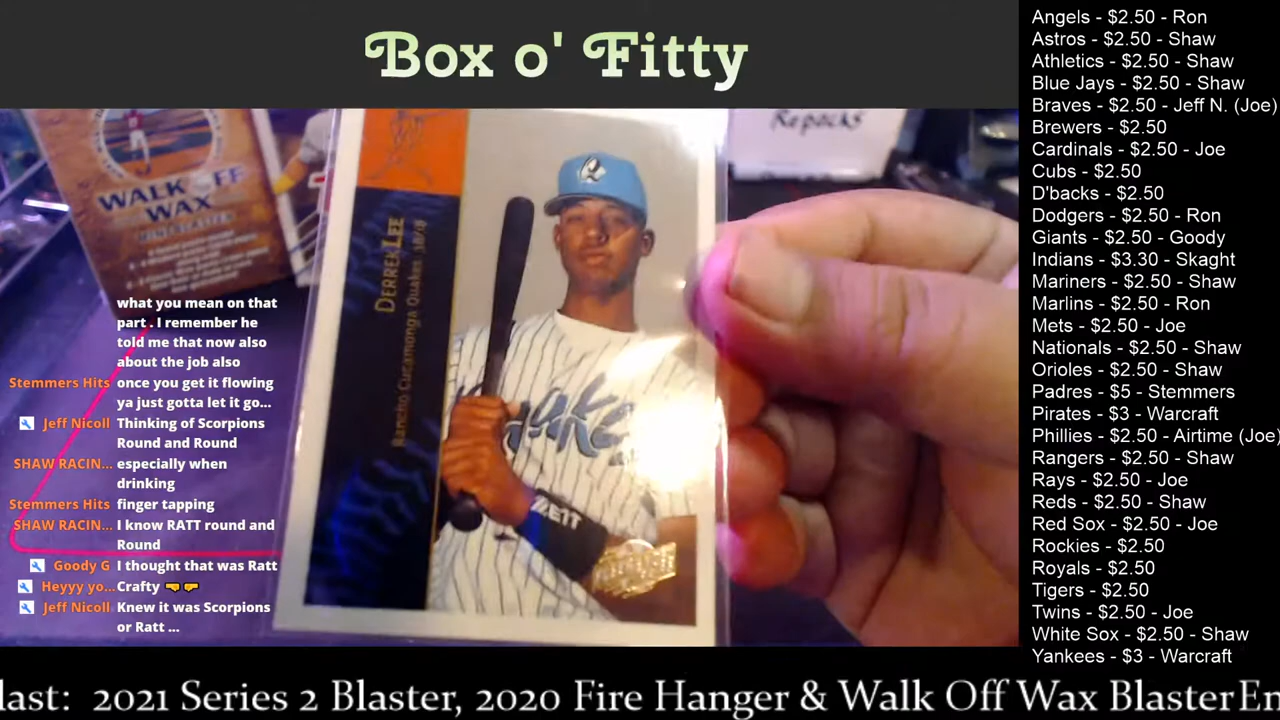 Box o' Fitty
Repacks
WALK OFF
WAX
DERREK LEE
Rancho Cucamonga Quakes
what you mean on that
part . I remember he
told me that now also
about the job also
Stemmers Hits once you get it flowing
ya just gotta let it go...
Jeff Nicoll Thinking of Scorpions
Round and Round
SHAW RACIN... especially when
drinking
Stemmers Hits finger tapping
SHAW RACIN... I know RATT round and
Round
Goody G I thought that was Ratt
Heyyy yo... Crafty 🤜🤛
Jeff Nicoll Knew it was Scorpions
or Ratt ...
Angels - $2.50 - Ron
Astros - $2.50 - Shaw
Athletics - $2.50 - Shaw
Blue Jays - $2.50 - Shaw
Braves - $2.50 - Jeff N. (Joe)
Brewers - $2.50
Cardinals - $2.50 - Joe
Cubs - $2.50
D'backs - $2.50
Dodgers - $2.50 - Ron
Giants - $2.50 - Goody
Indians - $3.30 - Skaght
Mariners - $2.50 - Shaw
Marlins - $2.50 - Ron
Mets - $2.50 - Joe
Nationals - $2.50 - Shaw
Orioles - $2.50 - Shaw
Padres - $5 - Stemmers
Pirates - $3 - Warcraft
Phillies - $2.50 - Airtime (Joe)
Rangers - $2.50 - Shaw
Rays - $2.50 - Joe
Reds - $2.50 - Shaw
Red Sox - $2.50 - Joe
Rockies - $2.50
Royals - $2.50
Tigers - $2.50
Twins - $2.50 - Joe
White Sox - $2.50 - Shaw
Yankees - $3 - Warcraft
last: 2021 Series 2 Blaster, 2020 Fire Hanger & Walk Off Wax Blaster En